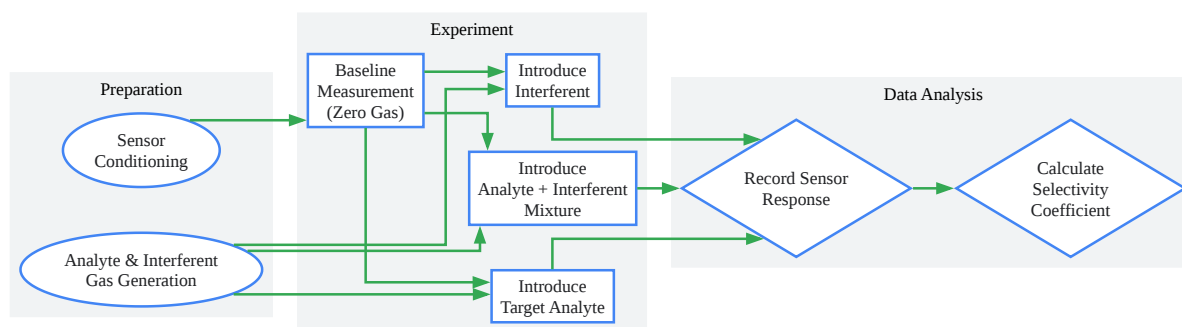 Preparation
Sensor
Conditioning
Analyte & Interferent
Gas Generation
Experiment
Baseline
Measurement
(Zero Gas)
Introduce
Interferent
Introduce
Analyte + Interferent
Mixture
Introduce
Target Analyte
Data Analysis
Record Sensor
Response
Calculate
Selectivity
Coefficient